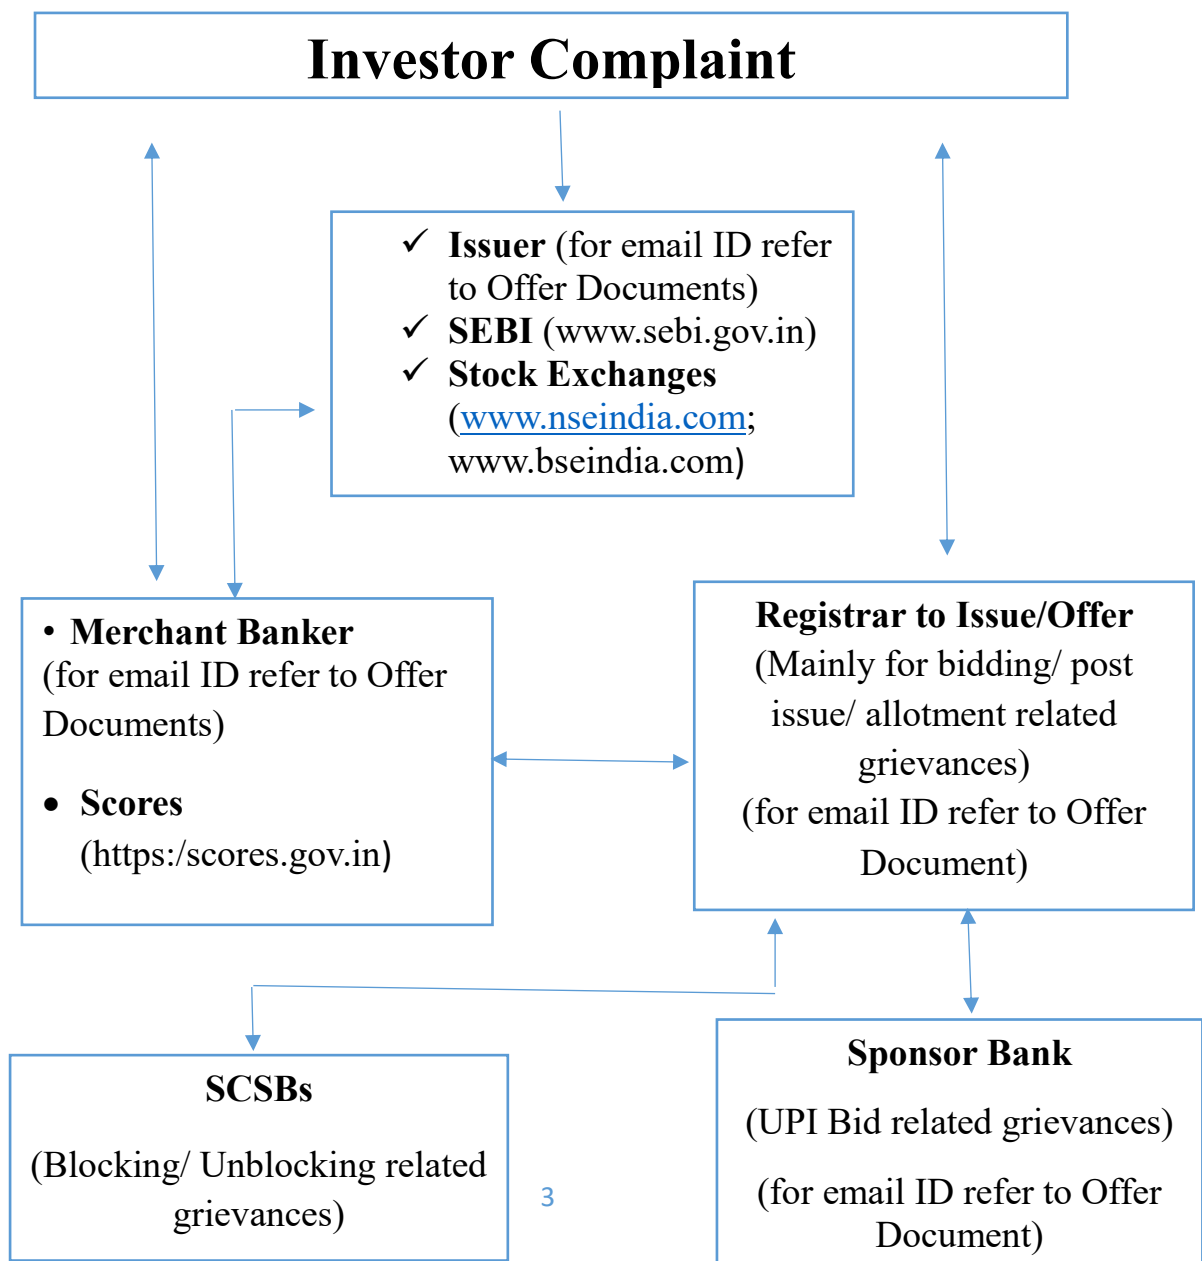 Investor Complaint
✓ Issuer (for email ID refer
to Offer Documents)
✓ SEBI (www.sebi.gov.in)
✓ Stock Exchanges
(www.nseindia.com;
www.bseindia.com)
• Merchant Banker
(for email ID refer to Offer
Documents)
• Scores
(https:/scores.gov.in)
Registrar to Issue/Offer
(Mainly for bidding/ post
issue/ allotment related
grievances)
(for email ID refer to Offer
Document)
SCSBs
(Blocking/ Unblocking related
grievances)
Sponsor Bank
(UPI Bid related grievances)
(for email ID refer to Offer
Document)
3